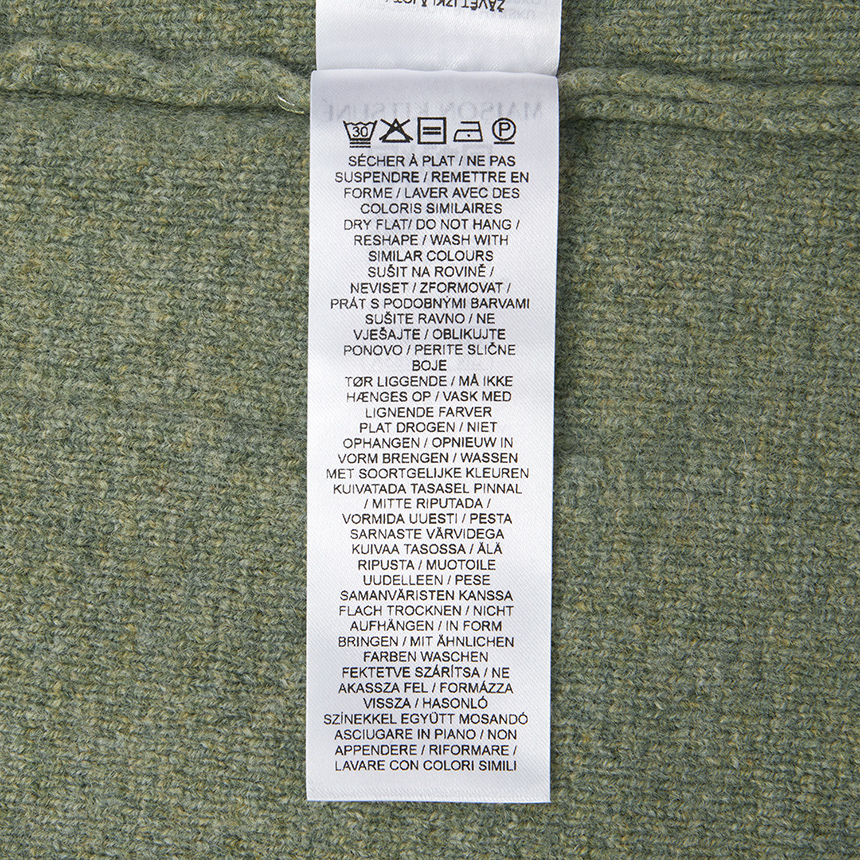 MAISON KITSUNÉ
30 P
SÉCHER À PLAT / NE PAS
SUSPENDRE / REMETTRE EN
FORME / LAVER AVEC DES
COLORIS SIMILAIRES
DRY FLAT/ DO NOT HANG /
RESHAPE / WASH WITH
SIMILAR COLOURS
SUŠIT NA ROVINĚ /
NEVISET / ZFORMOVAT /
PRÁT S PODOBNÝMI BARVAMI
SUŠITE RAVNO / NE
VJEŠAJTE / OBLIKUJTE
PONOVO / PERITE SLIČNE
BOJE
TØR LIGGENDE / MÅ IKKE
HÆNGES OP / VASK MED
LIGNENDE FARVER
PLAT DROGEN / NIET
OPHANGEN / OPNIEUW IN
VORM BRENGEN / WASSEN
MET SOORTGELIJKE KLEUREN
KUIVATADA TASASEL PINNAL
/ MITTE RIPUTADA /
VORMIDA UUESTI / PESTA
SARNASTE VÄRVIDEGA
KUIVAA TASOSSA / ÄLÄ
RIPUSTA / MUOTOILE
UUDELLEEN / PESE
SAMANVÄRISTEN KANSSA
FLACH TROCKNEN / NICHT
AUFHÄNGEN / IN FORM
BRINGEN / MIT ÄHNLICHEN
FARBEN WASCHEN
FEKTETVE SZÁRÍTSA / NE
AKASSZA FEL / FORMÁZZA
VISSZA / HASONLÓ
SZÍNEKKEL EGYÜTT MOSANDÓ
ASCIUGARE IN PIANO / NON
APPENDERE / RIFORMARE /
LAVARE CON COLORI SIMILI